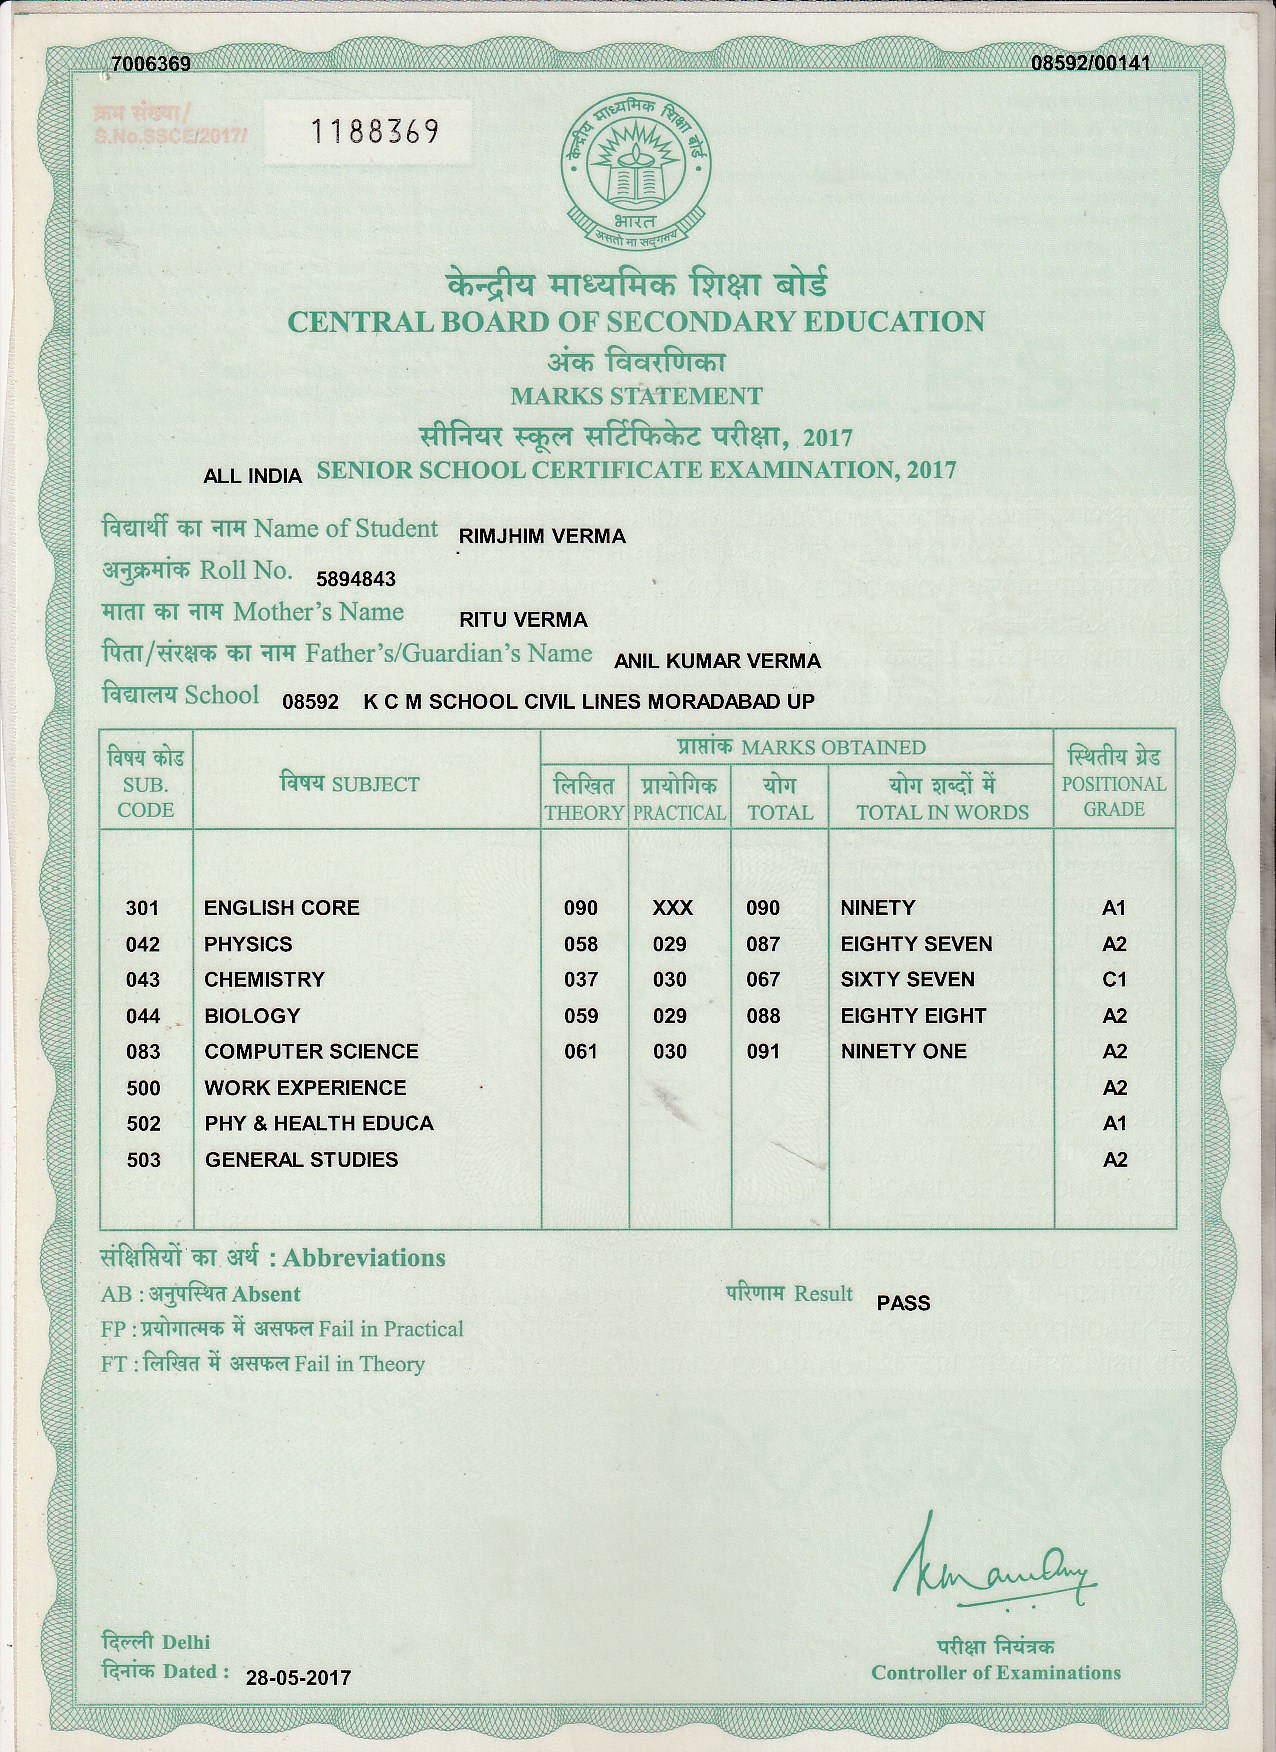 7006369 08592/00141
क्रम संख्या/
S.No.SSCE/2017/ 1188369
केन्द्रीय माध्यमिक शिक्षा बोर्ड
भारत
असतो मा सद्गमय
केन्द्रीय माध्यमिक शिक्षा बोर्ड
CENTRAL BOARD OF SECONDARY EDUCATION
अंक विवरणिका
MARKS STATEMENT
सीनियर स्कूल सर्टिफिकेट परीक्षा, 2017
ALL INDIA SENIOR SCHOOL CERTIFICATE EXAMINATION, 2017
विद्यार्थी का नाम Name of Student RIMJHIM VERMA
अनुक्रमांक Roll No. 5894843
माता का नाम Mother's Name RITU VERMA
पिता/संरक्षक का नाम Father's/Guardian's Name ANIL KUMAR VERMA
विद्यालय School 08592 K C M SCHOOL CIVIL LINES MORADABAD UP
विषय कोड SUB. CODE विषय SUBJECT प्राप्तांक MARKS OBTAINED स्थितीय ग्रेड POSITIONAL GRADE
लिखित THEORY प्रायोगिक PRACTICAL योग TOTAL योग शब्दों में TOTAL IN WORDS
301 ENGLISH CORE 090 XXX 090 NINETY A1
042 PHYSICS 058 029 087 EIGHTY SEVEN A2
043 CHEMISTRY 037 030 067 SIXTY SEVEN C1
044 BIOLOGY 059 029 088 EIGHTY EIGHT A2
083 COMPUTER SCIENCE 061 030 091 NINETY ONE A2
500 WORK EXPERIENCE A2
502 PHY & HEALTH EDUCA A1
503 GENERAL STUDIES A2
संक्षिप्तियों का अर्थ : Abbreviations
AB : अनुपस्थित Absent परिणाम Result PASS
FP : प्रयोगात्मक में असफल Fail in Practical
FT : लिखित में असफल Fail in Theory
दिल्ली Delhi परीक्षा नियंत्रक
दिनांक Dated : 28-05-2017 Controller of Examinations